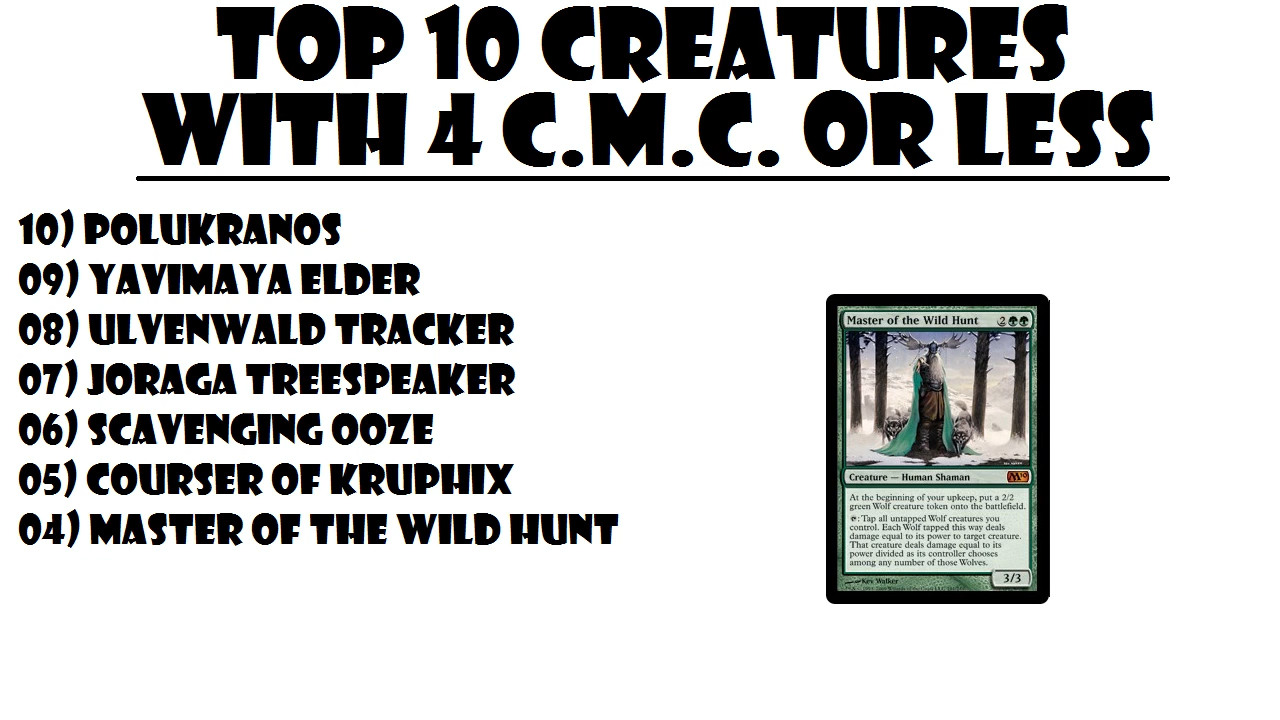 TOP 10 CREATURES
WITH 4 C.M.C. OR LESS
10) POLUKRANOS
09) YAVIMAYA ELDER
08) ULVENWALD TRACKER
07) JORAGA TREESPEAKER
06) SCAVENGING OOZE
05) COURSER OF KRUPHIX
04) MASTER OF THE WILD HUNT
Master of the Wild Hunt 2
Creature — Human Shaman M10
At the beginning of your upkeep, put a 2/2
green Wolf creature token onto the battlefield.
: Tap all untapped Wolf creatures you
control. Each Wolf tapped this way deals
damage equal to its power to target creature.
That creature deals damage equal to its
power divided as its controller chooses
among any number of those Wolves.
3/3
Kev Walker